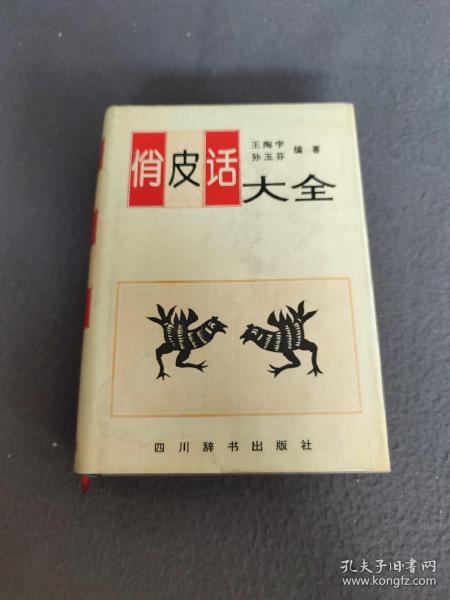 俏皮话
王陶宇
孙玉芬
编著
大全
四川辞书出版社
孔夫子旧书网
www.kongfz.com